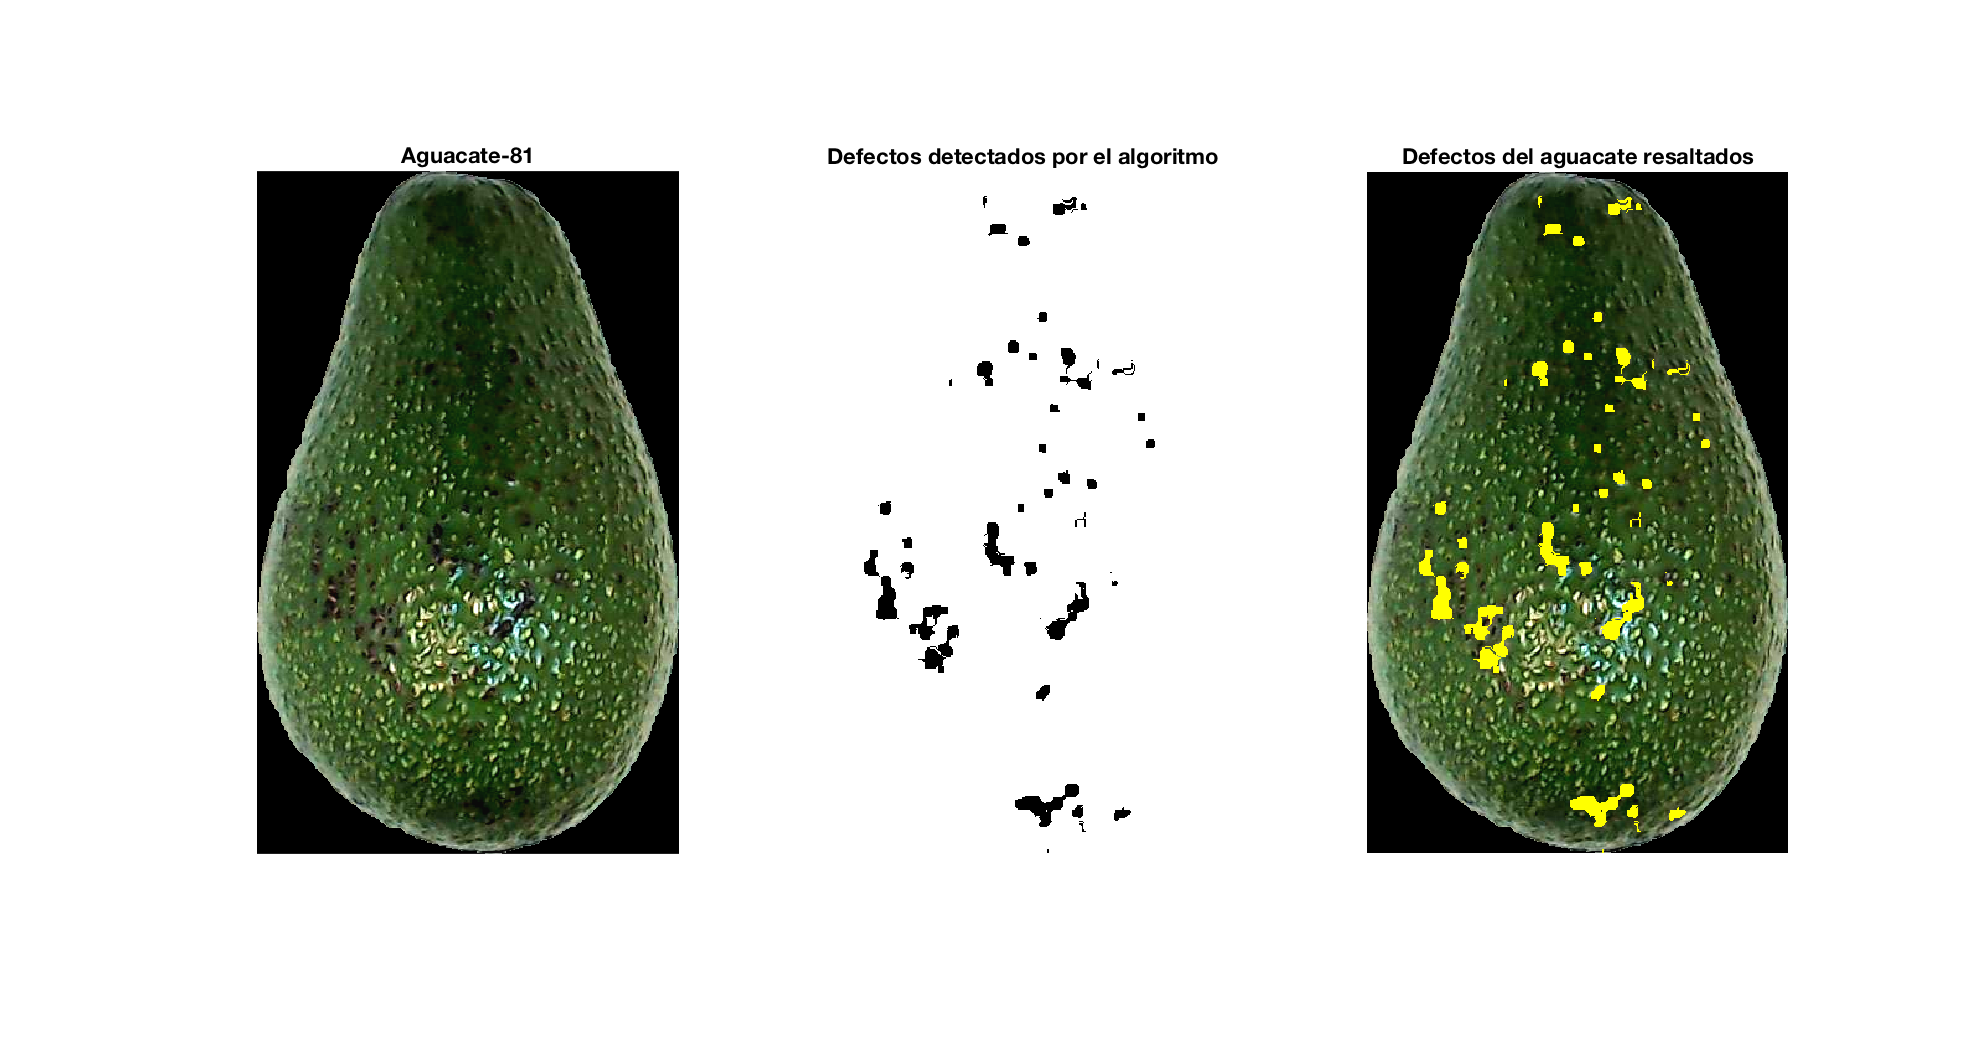 Aguacate-81
Defectos detectados por el algoritmo
Defectos del aguacate resaltados